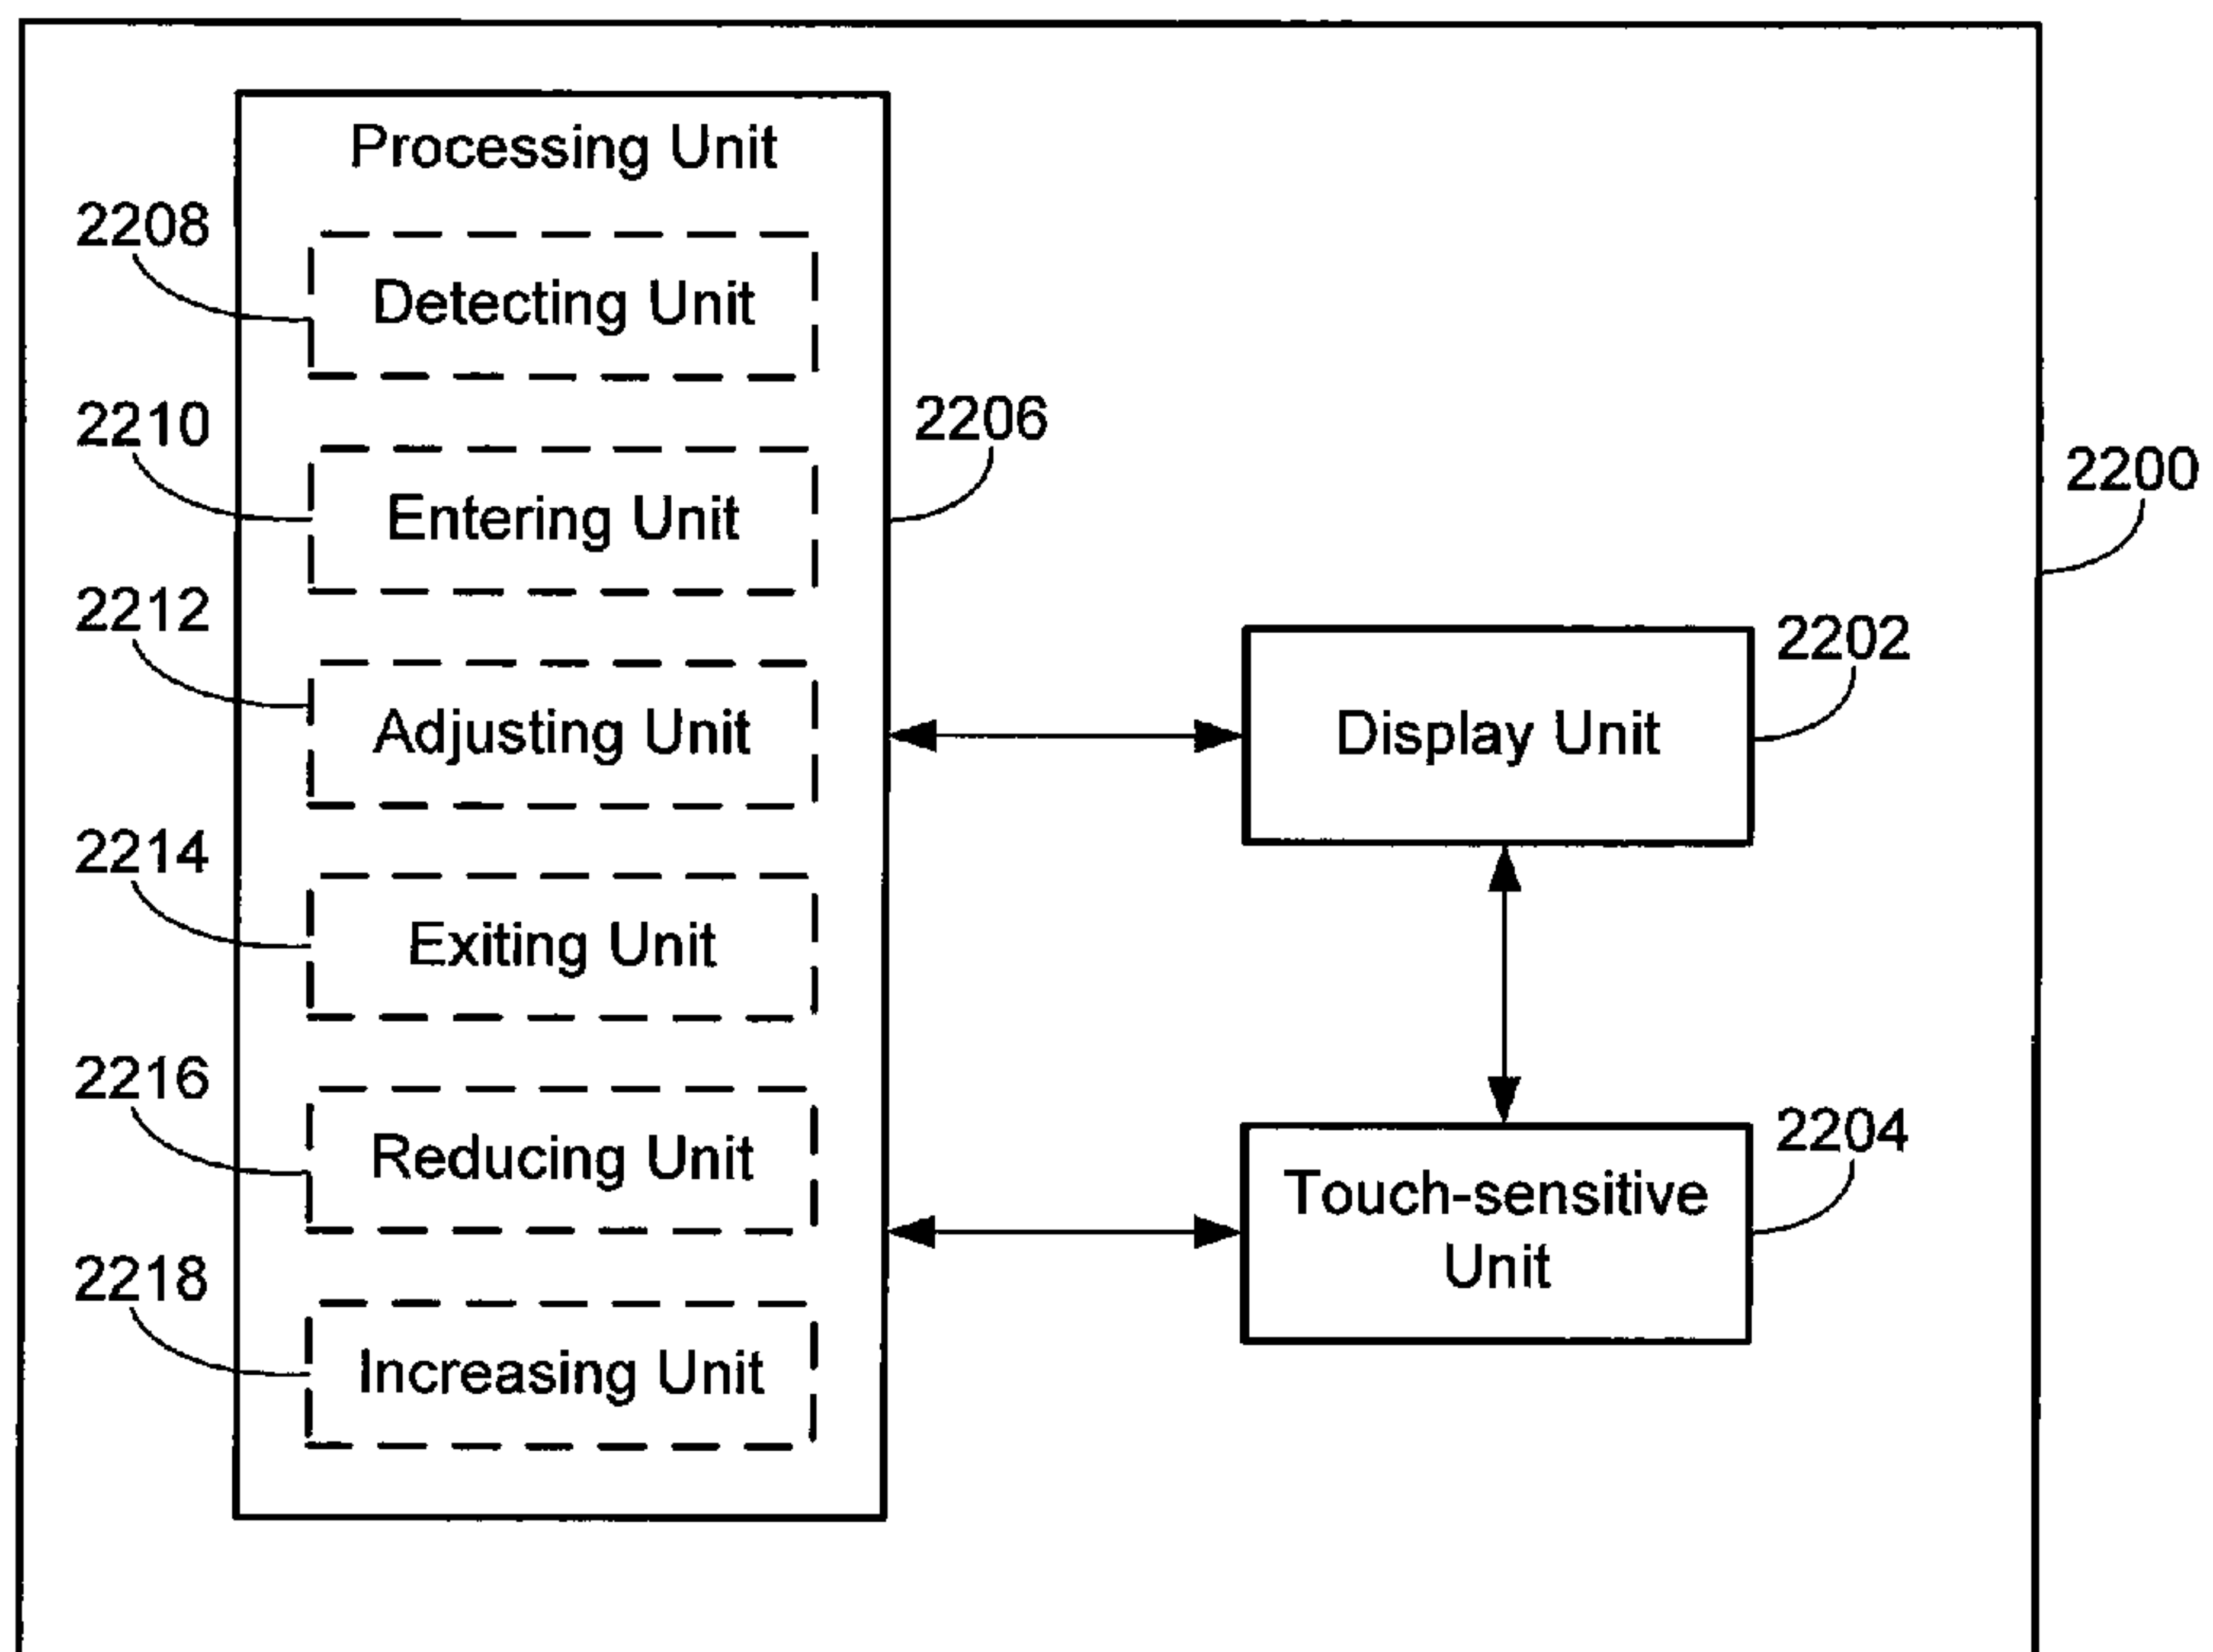 Processing Unit
2208
Detecting Unit
2210
Entering Unit
2206
2200
2212
Adjusting Unit
2202
Display Unit
2214
Exiting Unit
2216
Reducing Unit
2204
Touch-sensitive
Unit
2218
Increasing Unit